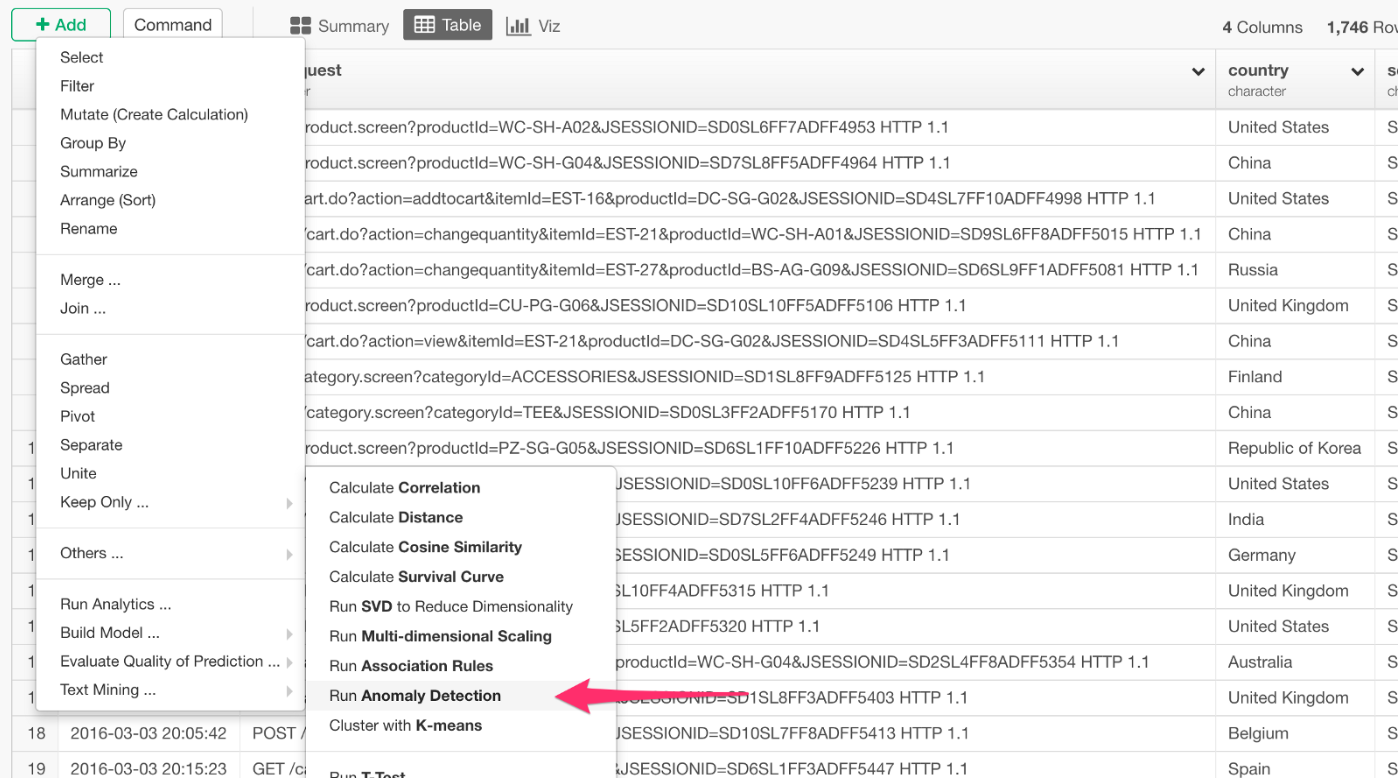 + Add
Command
Summary
Table
Viz
4 Columns
1,746
Select
Filter
Mutate (Create Calculation)
Group By
Summarize
Arrange (Sort)
Rename
Merge ...
Join ...
Gather
Spread
Pivot
Separate
Unite
Keep Only ...
Others ...
Run Analytics ...
Build Model ...
Evaluate Quality of Prediction ...
Text Mining ...
Calculate Correlation
Calculate Distance
Calculate Cosine Similarity
Calculate Survival Curve
Run SVD to Reduce Dimensionality
Run Multi-dimensional Scaling
Run Association Rules
Run Anomaly Detection
Cluster with K-means
Run T-Test
country
character
roduct.screen?productId=WC-SH-A02&JSESSIONID=SD0SL6FF7ADFF4953 HTTP 1.1 United States
roduct.screen?productId=WC-SH-G04&JSESSIONID=SD7SL8FF5ADFF4964 HTTP 1.1 China
art.do?action=addtocart&itemId=EST-16&productId=DC-SG-G02&JSESSIONID=SD4SL7FF10ADFF4998 HTTP 1.1 United States
/cart.do?action=changequantity&itemId=EST-21&productId=WC-SH-A01&JSESSIONID=SD9SL6FF8ADFF5015 HTTP 1.1 China
/cart.do?action=changequantity&itemId=EST-27&productId=BS-AG-G09&JSESSIONID=SD6SL9FF1ADFF5081 HTTP 1.1 Russia
roduct.screen?productId=CU-PG-G06&JSESSIONID=SD10SL10FF5ADFF5106 HTTP 1.1 United Kingdom
/cart.do?action=view&itemId=EST-21&productId=DC-SG-G02&JSESSIONID=SD4SL5FF3ADFF5111 HTTP 1.1 China
ategory.screen?categoryId=ACCESSORIES&JSESSIONID=SD1SL8FF9ADFF5125 HTTP 1.1 Finland
/category.screen?categoryId=TEE&JSESSIONID=SD0SL3FF2ADFF5170 HTTP 1.1 China
roduct.screen?productId=PZ-SG-G05&JSESSIONID=SD6SL1FF10ADFF5226 HTTP 1.1 Republic of Korea
JSESSIONID=SD0SL10FF6ADFF5239 HTTP 1.1 United States
JSESSIONID=SD7SL2FF4ADFF5246 HTTP 1.1 India
SESSIONID=SD0SL5FF6ADFF5249 HTTP 1.1 Germany
SL10FF4ADFF5315 HTTP 1.1 United Kingdom
SL5FF2ADFF5320 HTTP 1.1 United States
productId=WC-SH-G04&JSESSIONID=SD2SL4FF8ADFF5354 HTTP 1.1 Australia
SESSIONID=SD1SL8FF3ADFF5403 HTTP 1.1 United Kingdom
18 2016-03-03 20:05:42 POST / JSESSIONID=SD10SL7FF8ADFF5413 HTTP 1.1 Belgium
19 2016-03-03 20:15:23 GET /ca JSESSIONID=SD6SL1FF3ADFF5447 HTTP 1.1 Spain